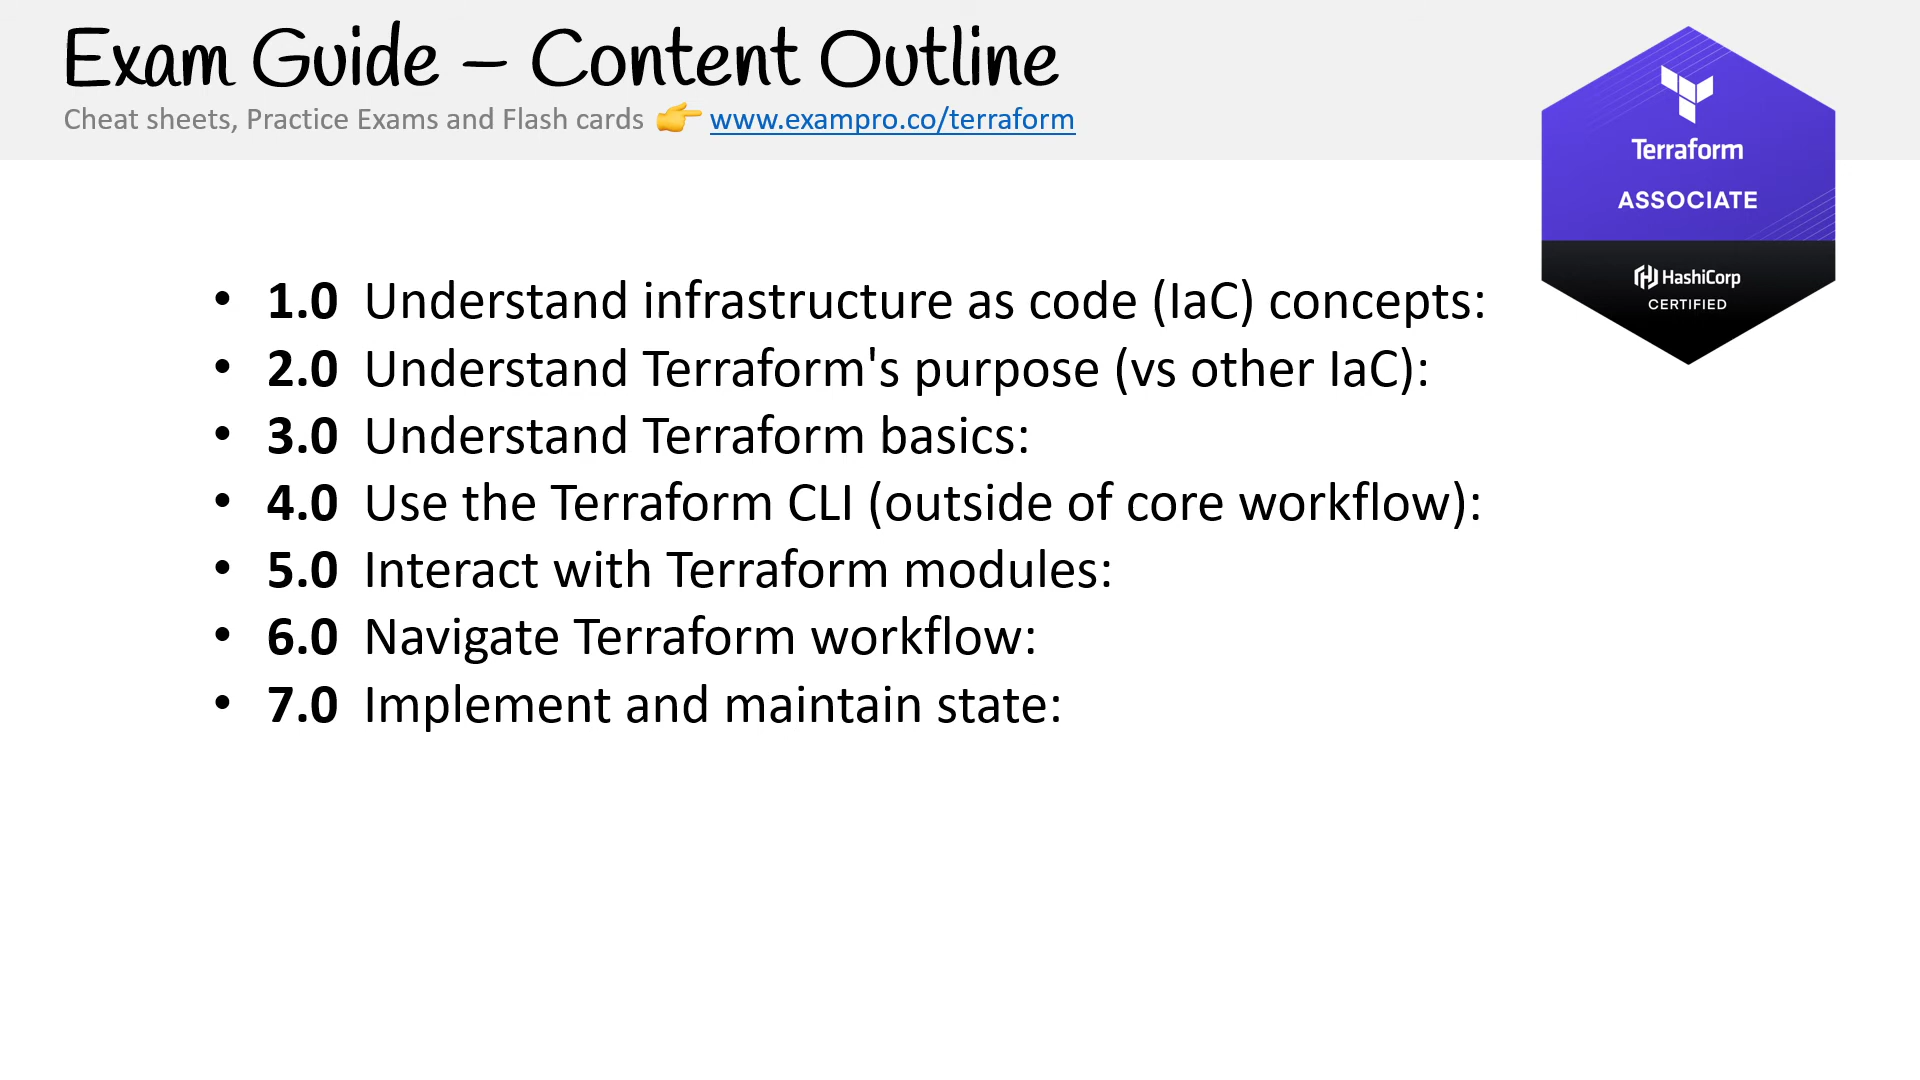 Exam Guide – Content Outline
Cheat sheets, Practice Exams and Flash cards 👉 www.exampro.co/terraform
Terraform
ASSOCIATE
HashiCorp
CERTIFIED
• 1.0 Understand infrastructure as code (IaC) concepts:
• 2.0 Understand Terraform's purpose (vs other IaC):
• 3.0 Understand Terraform basics:
• 4.0 Use the Terraform CLI (outside of core workflow):
• 5.0 Interact with Terraform modules:
• 6.0 Navigate Terraform workflow:
• 7.0 Implement and maintain state: